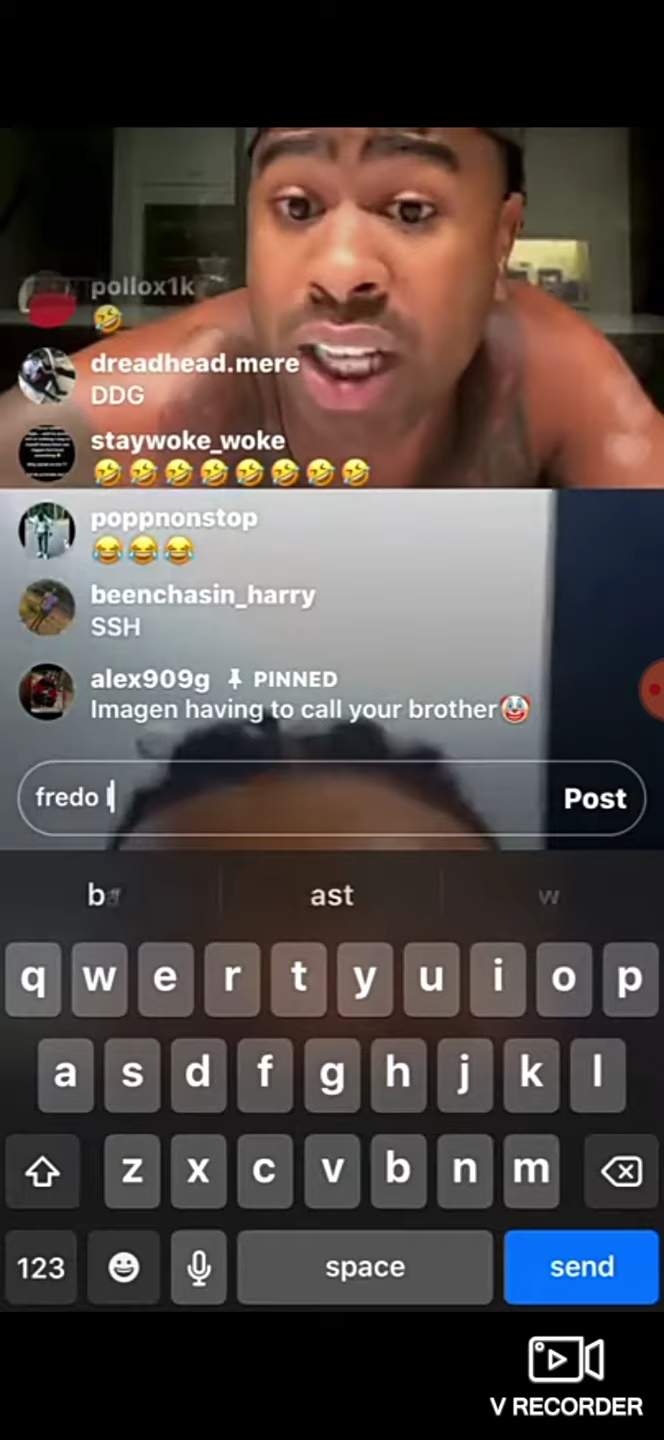 pollox1k
🤣
dreadhead.mere
DDG
staywoke_woke
🤣🤣🤣🤣🤣🤣🤣🤣
poppnonstop
😂😂😂
beenchasin_harry
SSH
alex909g PINNED
Imagen having to call your brother🤡
fredo Post
ast w
q w e r t y u i o p
a s d f g h j k l
z x c v b n m
123 space send
V RECORDER